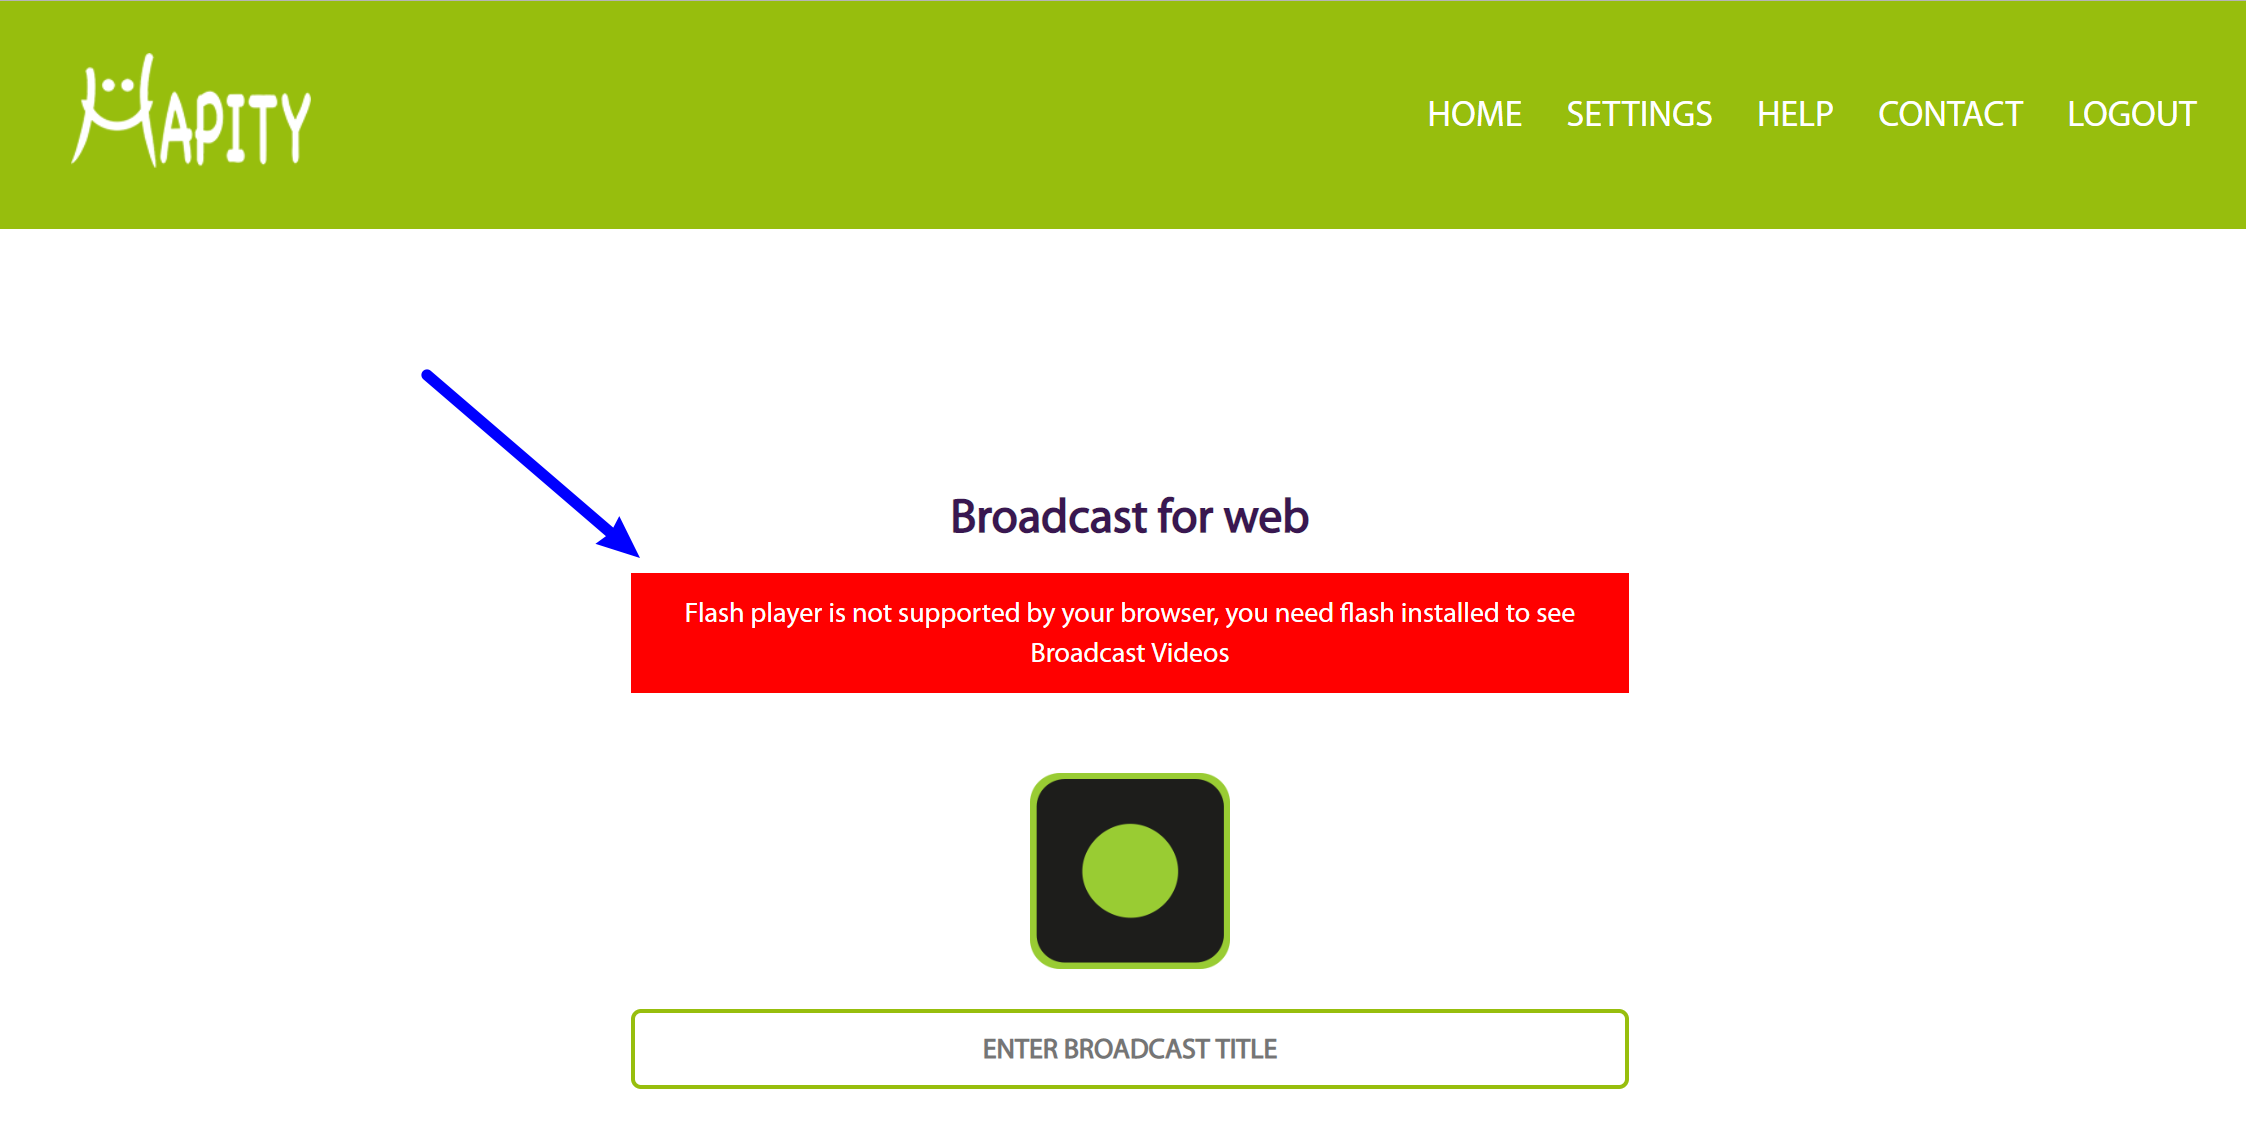 HAPITY
HOME SETTINGS HELP CONTACT LOGOUT
Broadcast for web
Flash player is not supported by your browser, you need flash installed to see
Broadcast Videos
ENTER BROADCAST TITLE